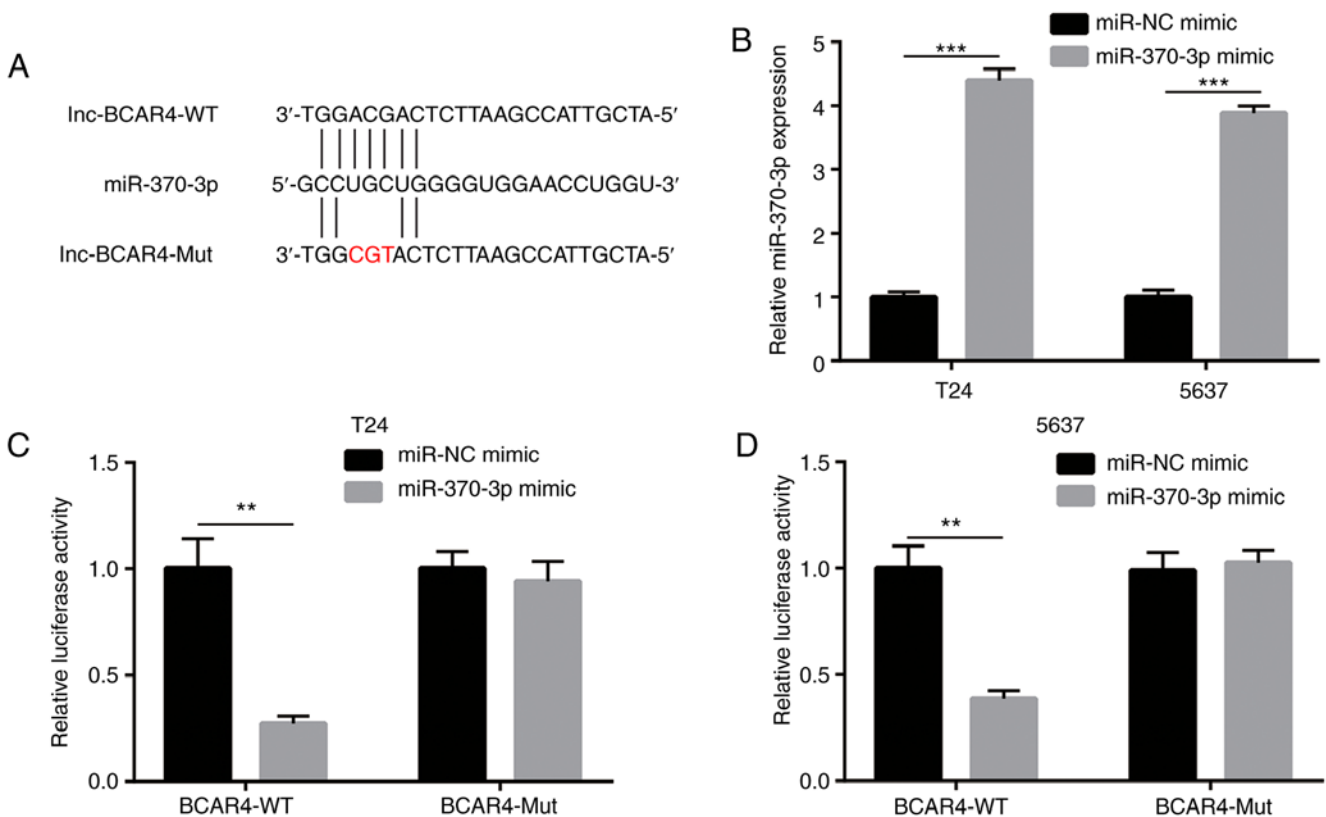 A
lnc-BCAR4-WT 3′-TGGACGACTCTTAAGCCATTGCTA-5′
miR-370-3p 5′-GCCUGCUGGGGUGGAACCUGGU-3′
lnc-BCAR4-Mut 3′-TGGCGTACTCTTAAGCCATTGCTA-5′
B
miR-NC mimic
miR-370-3p mimic
Relative miR-370-3p expression
5
4
3
2
1
0
***
***
T24
5637
C
T24
miR-NC mimic
miR-370-3p mimic
Relative luciferase activity
1.5
1.0
0.5
0.0
**
BCAR4-WT
BCAR4-Mut
D
5637
miR-NC mimic
miR-370-3p mimic
Relative luciferase activity
1.5
1.0
0.5
0.0
**
BCAR4-WT
BCAR4-Mut